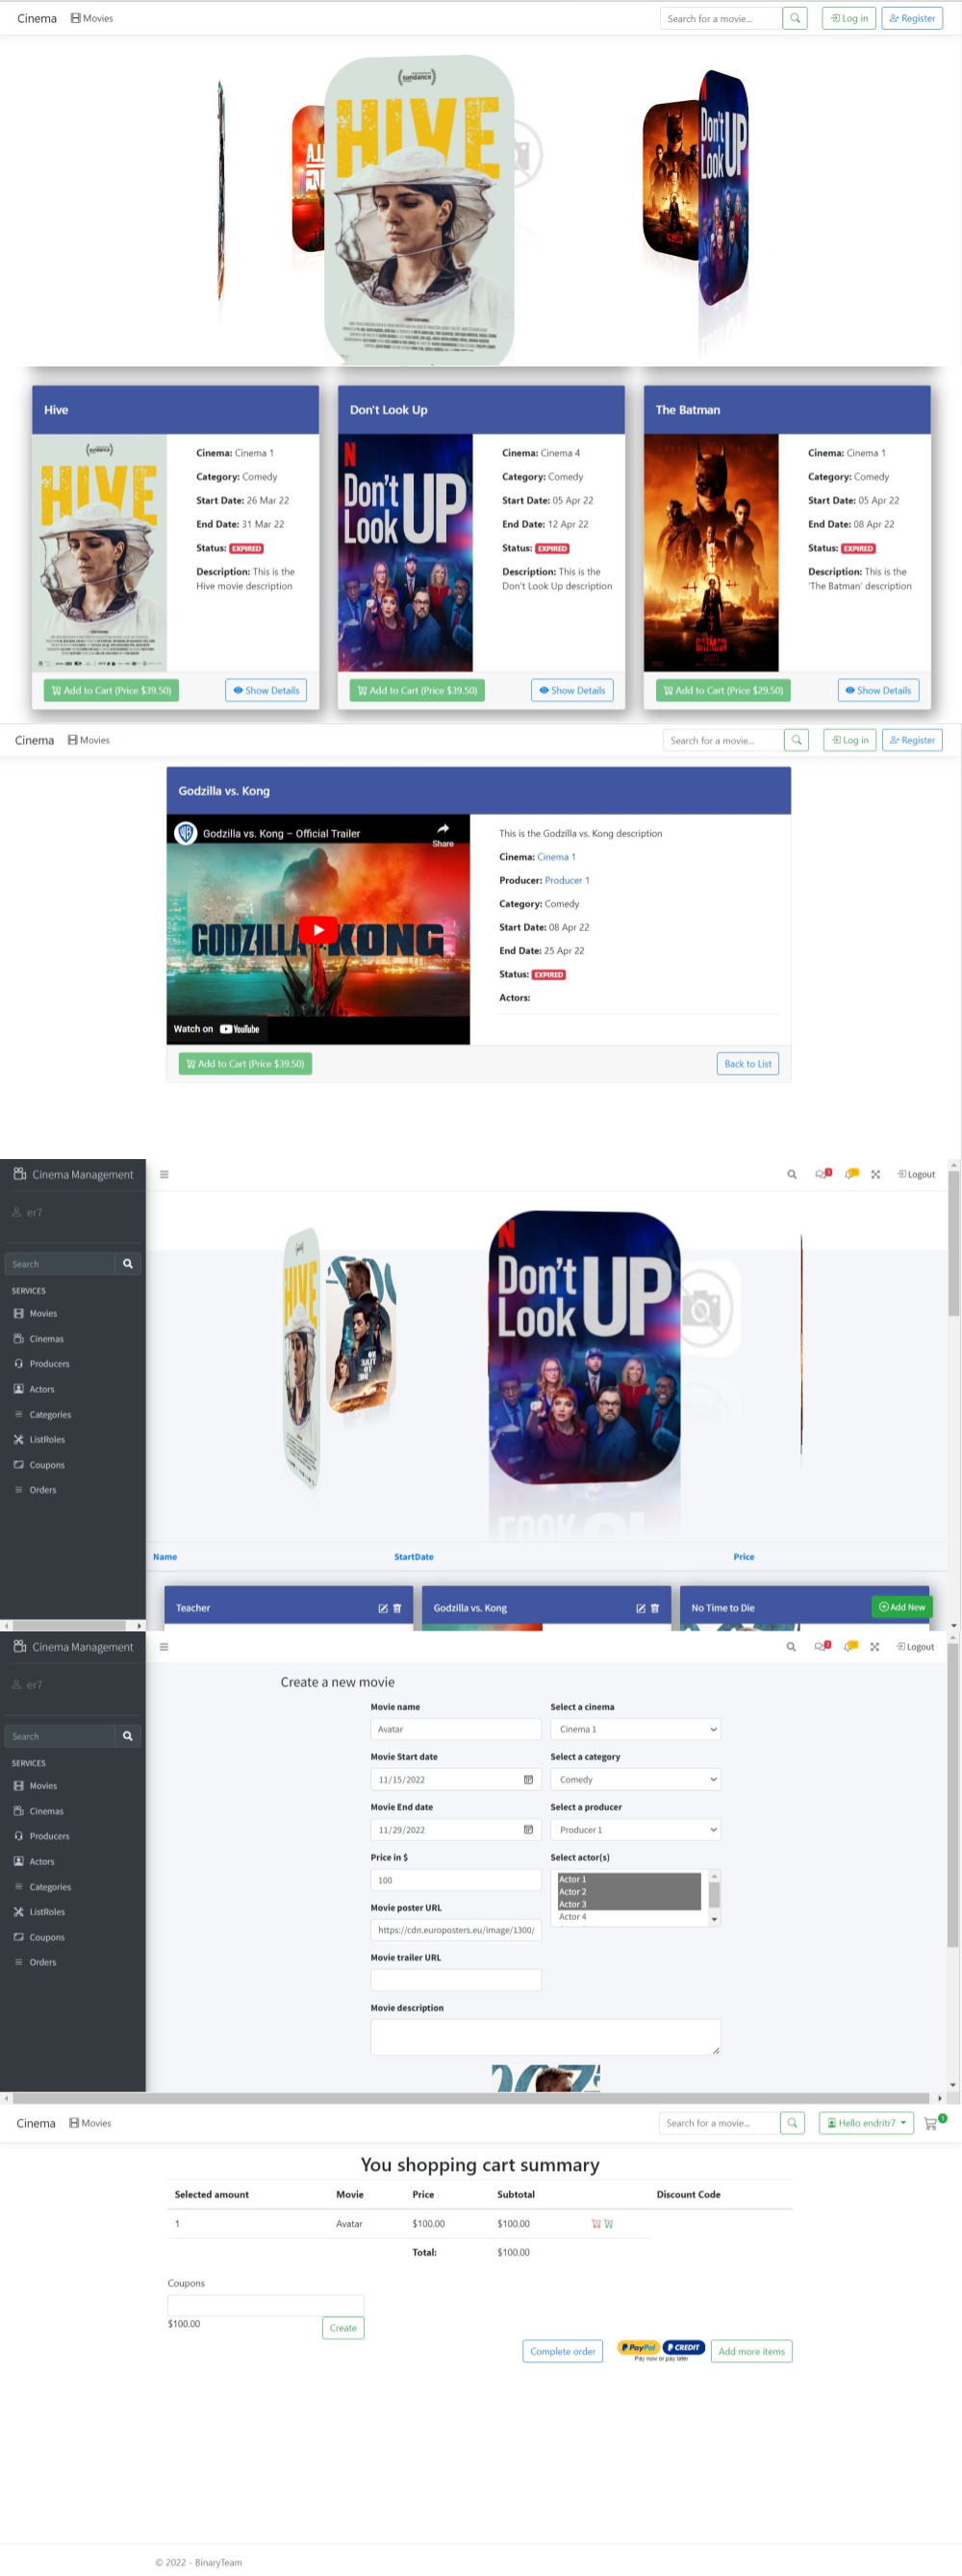 Cinema Movies Search for a movie... Log in Register
sundance
HIVE
Don't
Look UP
Hive
Don't Look Up
The Batman
HIVE
Cinema: Cinema 1
Category: Comedy
Start Date: 26 Mar 22
End Date: 31 Mar 22
Status: EXPIRED
Description: This is the
Hive movie description
N
Don't
Look UP
Cinema: Cinema 4
Category: Comedy
Start Date: 05 Apr 22
End Date: 12 Apr 22
Status: EXPIRED
Description: This is the
Don't Look Up description
BATMAN
Cinema: Cinema 1
Category: Comedy
Start Date: 05 Apr 22
End Date: 08 Apr 22
Status: EXPIRED
Description: This is the
'The Batman' description
Add to Cart (Price $39.50) Show Details
Add to Cart (Price $39.50) Show Details
Add to Cart (Price $29.50) Show Details
Cinema Movies Search for a movie... Log in Register
Godzilla vs. Kong
Godzilla vs. Kong – Official Trailer
Share
GODZILLA KONG
Watch on YouTube
This is the Godzilla vs. Kong description
Cinema: Cinema 1
Producer: Producer 1
Category: Comedy
Start Date: 08 Apr 22
End Date: 25 Apr 22
Status: EXPIRED
Actors:
Add to Cart (Price $39.50) Back to List
Cinema Management Logout
er7
Search
SERVICES
Movies
Cinemas
Producers
Actors
Categories
ListRoles
Coupons
Orders
HIVE
N
Don't
Look UP
Name StartDate Price
Teacher
Godzilla vs. Kong
No Time to Die
Add New
Cinema Management Logout
er7
Search
SERVICES
Movies
Cinemas
Producers
Actors
Categories
ListRoles
Coupons
Orders
Create a new movie
Movie name Select a cinema
Avatar Cinema 1
Movie Start date Select a category
11/15/2022 Comedy
Movie End date Select a producer
11/29/2022 Producer 1
Price in $ Select actor(s)
100
Actor 1
Actor 2
Actor 3
Actor 4
Movie poster URL
https://cdn.europosters.eu/image/1300/
Movie trailer URL
Movie description
Cinema Movies Search for a movie... Hello endritr7 1
You shopping cart summary
Selected amount Movie Price Subtotal Discount Code
1 Avatar $100.00 $100.00
Total: $100.00
Coupons
$100.00
Create
Complete order PayPal CREDIT Add more items
Pay now or pay later
© 2022 - BinaryTeam